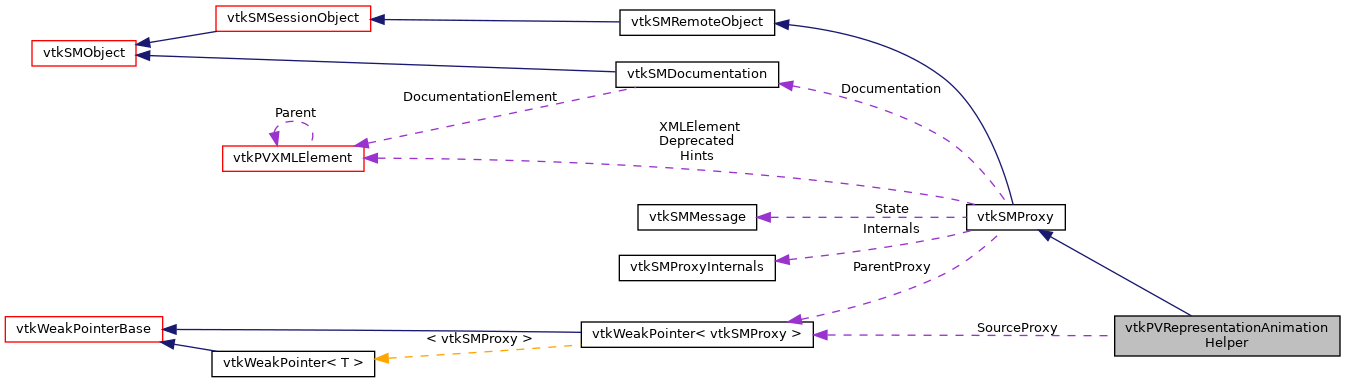 vtkSMSessionObject
vtkSMRemoteObject
vtkSMObject
vtkSMDocumentation
Documentation
DocumentationElement
Parent
XMLElement
Deprecated
Hints
vtkPVXMLElement
State
vtkSMMessage
vtkSMProxy
Internals
vtkSMProxyInternals
ParentProxy
vtkWeakPointerBase
vtkWeakPointer< vtkSMProxy >
SourceProxy
vtkPVRepresentationAnimation
Helper
< vtkSMProxy >
vtkWeakPointer< T >